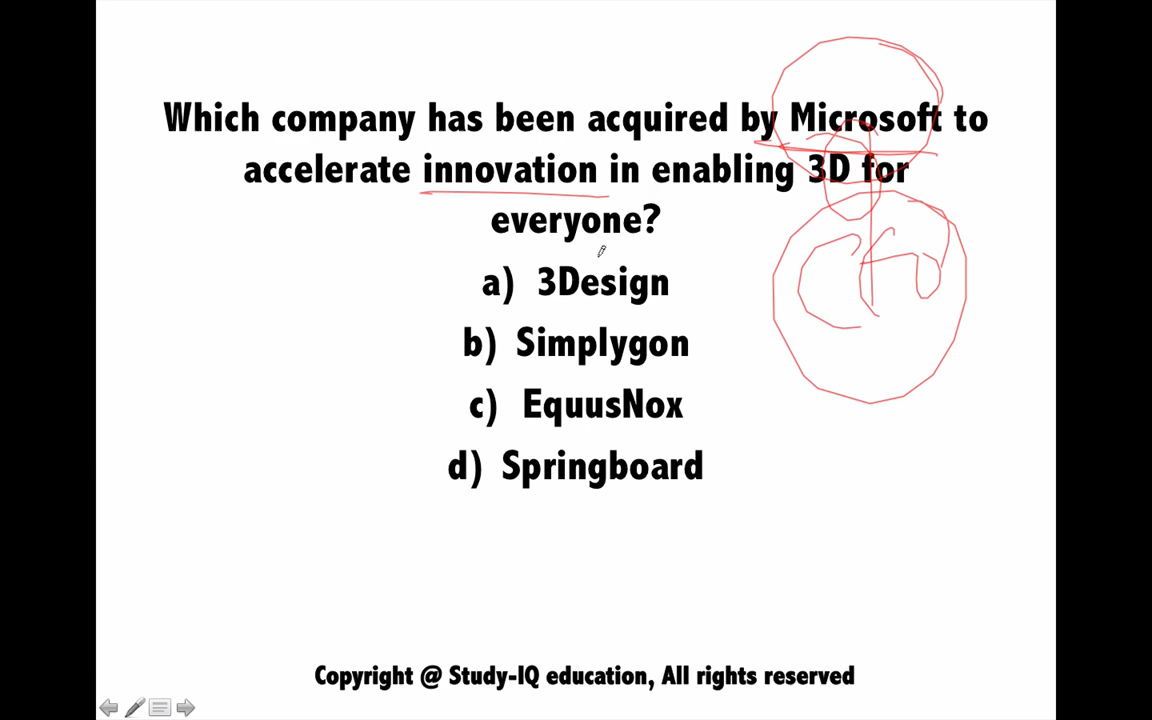 Which company has been acquired by Microsoft to
accelerate innovation in enabling 3D for
everyone?
a) 3Design
b) Simplygon
c) EquusNox
d) Springboard
Copyright @ Study-IQ education, All rights reserved